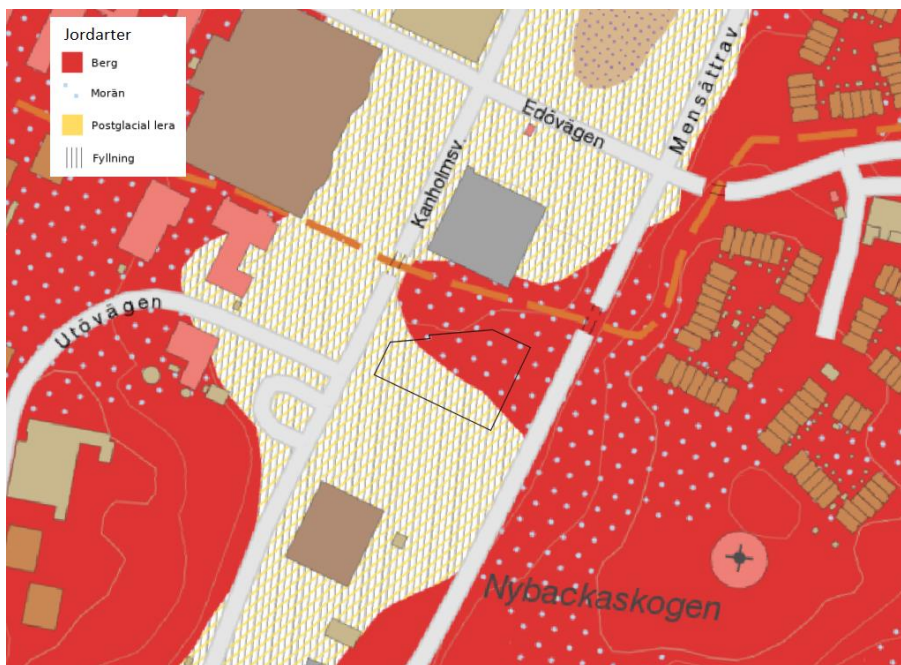 Jordarter
Berg
Morän
Postglacial lera
Fyllning
Edövägen
Mensättrav.
Kanholmsv.
Utövägen
Nybackaskogen